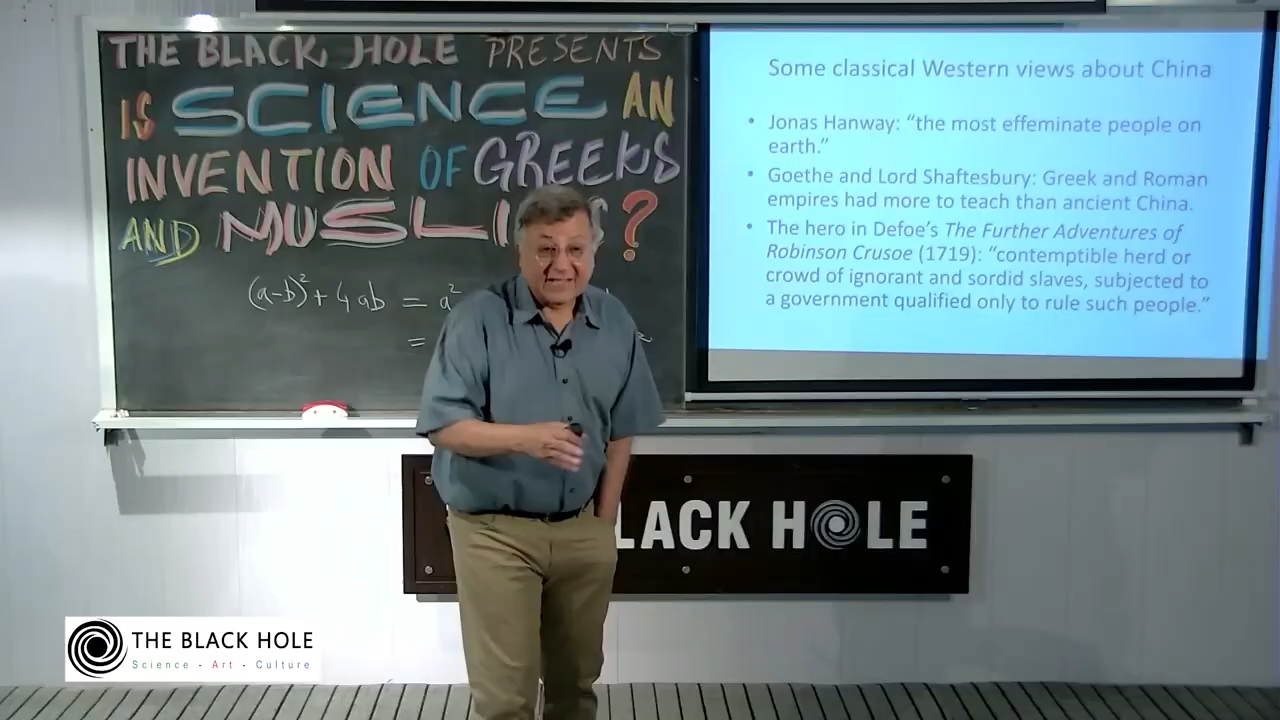 THE BLACK HOLE PRESENTS
IS SCIENCE AN
INVENTION OF GREEKS
AND ?
(a-b)² + 4ab = a²
=
Some classical Western views about China
• Jonas Hanway: “the most effeminate people on
earth.”
• Goethe and Lord Shaftesbury: Greek and Roman
empires had more to teach than ancient China.
• The hero in Defoe’s The Further Adventures of
Robinson Crusoe (1719): “contemptible herd or
crowd of ignorant and sordid slaves, subjected to
a government qualified only to rule such people.”
LACK HOLE
THE BLACK HOLE
Science - Art - Culture